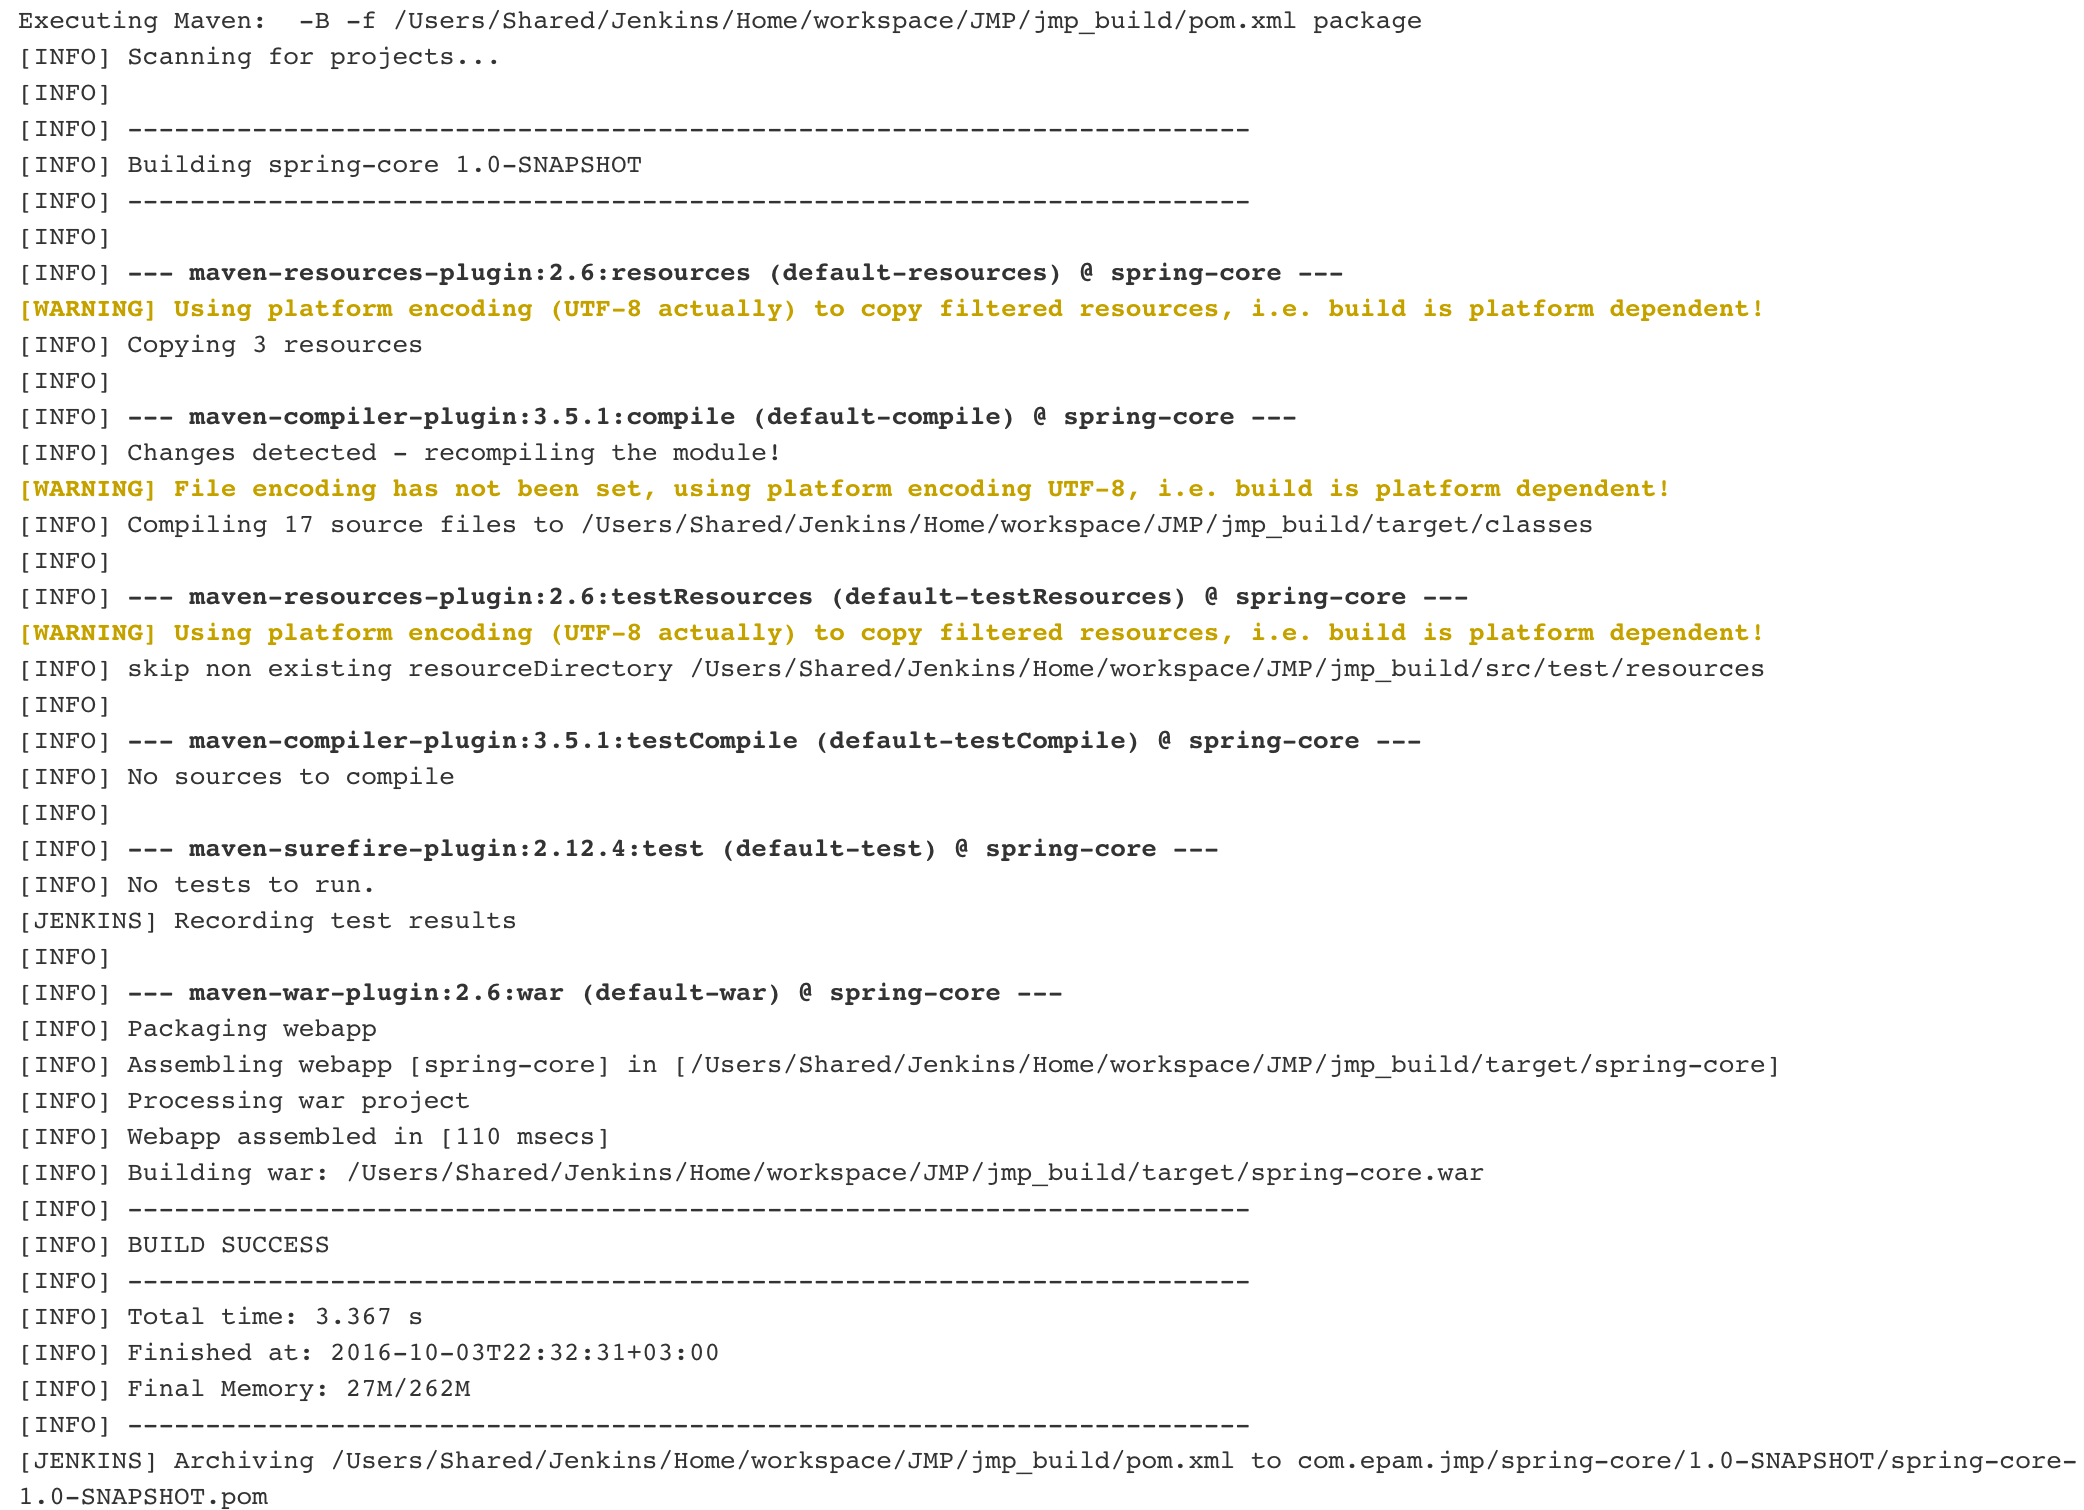 Executing Maven:  -B -f /Users/Shared/Jenkins/Home/workspace/JMP/jmp_build/pom.xml package
[INFO] Scanning for projects...
[INFO]
[INFO] ------------------------------------------------------------------------
[INFO] Building spring-core 1.0-SNAPSHOT
[INFO] ------------------------------------------------------------------------
[INFO]
[INFO] --- maven-resources-plugin:2.6:resources (default-resources) @ spring-core ---
[WARNING] Using platform encoding (UTF-8 actually) to copy filtered resources, i.e. build is platform dependent!
[INFO] Copying 3 resources
[INFO]
[INFO] --- maven-compiler-plugin:3.5.1:compile (default-compile) @ spring-core ---
[INFO] Changes detected - recompiling the module!
[WARNING] File encoding has not been set, using platform encoding UTF-8, i.e. build is platform dependent!
[INFO] Compiling 17 source files to /Users/Shared/Jenkins/Home/workspace/JMP/jmp_build/target/classes
[INFO]
[INFO] --- maven-resources-plugin:2.6:testResources (default-testResources) @ spring-core ---
[WARNING] Using platform encoding (UTF-8 actually) to copy filtered resources, i.e. build is platform dependent!
[INFO] skip non existing resourceDirectory /Users/Shared/Jenkins/Home/workspace/JMP/jmp_build/src/test/resources
[INFO]
[INFO] --- maven-compiler-plugin:3.5.1:testCompile (default-testCompile) @ spring-core ---
[INFO] No sources to compile
[INFO]
[INFO] --- maven-surefire-plugin:2.12.4:test (default-test) @ spring-core ---
[INFO] No tests to run.
[JENKINS] Recording test results
[INFO]
[INFO] --- maven-war-plugin:2.6:war (default-war) @ spring-core ---
[INFO] Packaging webapp
[INFO] Assembling webapp [spring-core] in [/Users/Shared/Jenkins/Home/workspace/JMP/jmp_build/target/spring-core]
[INFO] Processing war project
[INFO] Webapp assembled in [110 msecs]
[INFO] Building war: /Users/Shared/Jenkins/Home/workspace/JMP/jmp_build/target/spring-core.war
[INFO] ------------------------------------------------------------------------
[INFO] BUILD SUCCESS
[INFO] ------------------------------------------------------------------------
[INFO] Total time: 3.367 s
[INFO] Finished at: 2016-10-03T22:32:31+03:00
[INFO] Final Memory: 27M/262M
[INFO] ------------------------------------------------------------------------
[JENKINS] Archiving /Users/Shared/Jenkins/Home/workspace/JMP/jmp_build/pom.xml to com.epam.jmp/spring-core/1.0-SNAPSHOT/spring-core-
1.0-SNAPSHOT.pom